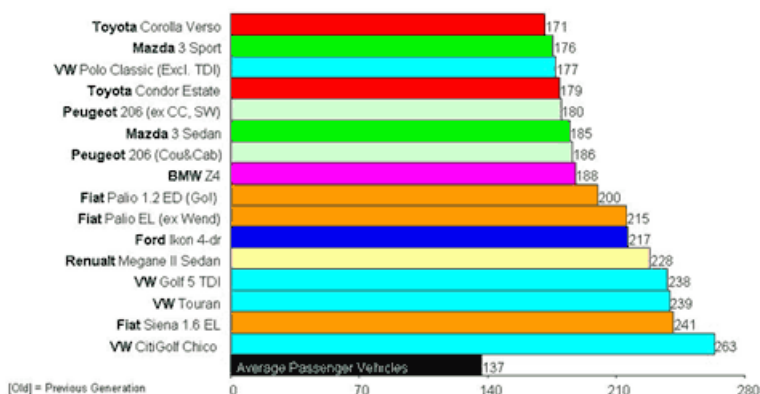 Toyota Corolla Verso 171
Mazda 3 Sport 176
VW Polo Classic (Excl. TDI) 177
Toyota Condor Estate 179
Peugeot 206 (ex CC, SW) 180
Mazda 3 Sedan 185
Peugeot 206 (Cou&Cab) 186
BMW Z4 188
Fiat Palio 1.2 ED (Gol) 200
Fiat Palio EL (ex Wend) 215
Ford Ikon 4-dr 217
Renualt Megane II Sedan 228
VW Golf 5 TDI 238
VW Touran 239
Fiat Siena 1.6 EL 241
VW CitiGolf Chico 263
Average Passenger Vehicles 137
[Old] = Previous Generation 0 70 140 210 280